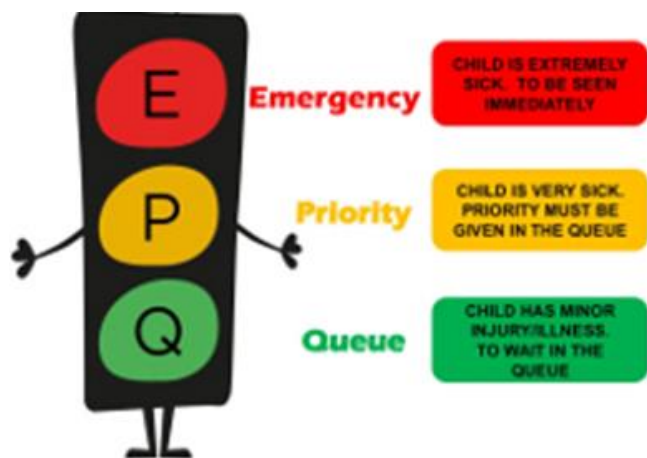 E
Emergency
CHILD IS EXTREMELY
SICK. TO BE SEEN
IMMEDIATELY
P
Priority
CHILD IS VERY SICK.
PRIORITY MUST BE
GIVEN IN THE QUEUE
Q
Queue
CHILD HAS MINOR
INJURY/ILLNESS.
TO WAIT IN THE
QUEUE